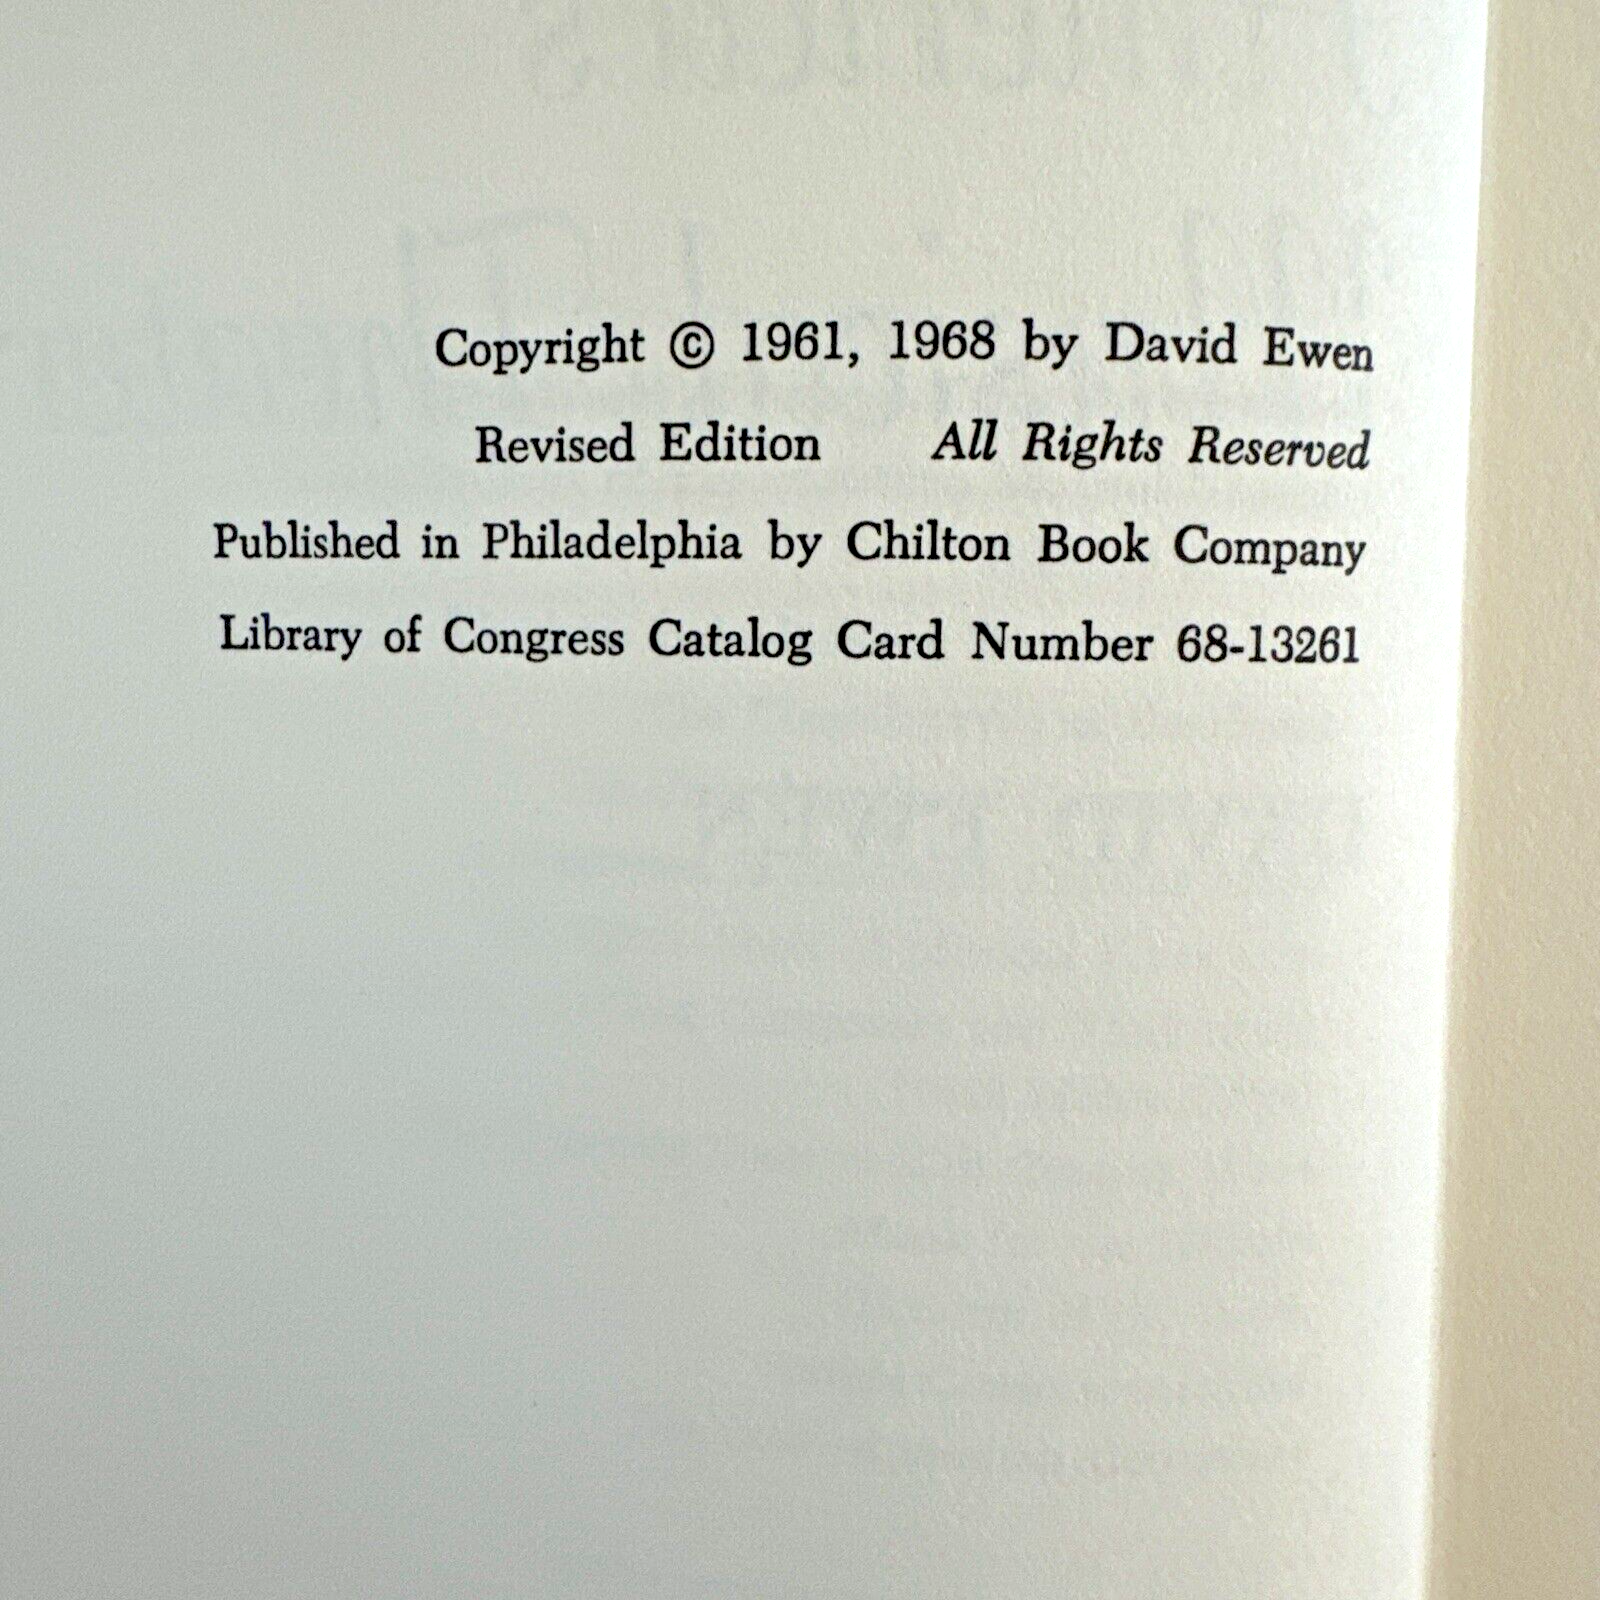 Copyright © 1961, 1968 by David Ewen
Revised Edition All Rights Reserved
Published in Philadelphia by Chilton Book Company
Library of Congress Catalog Card Number 68-13261